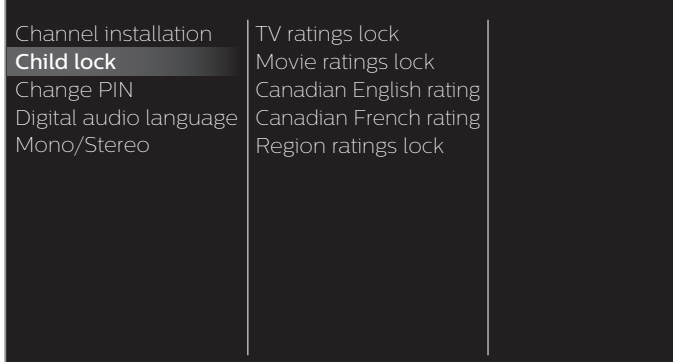 Channel installation
Child lock
Change PIN
Digital audio language
Mono/Stereo
TV ratings lock
Movie ratings lock
Canadian English rating
Canadian French rating
Region ratings lock